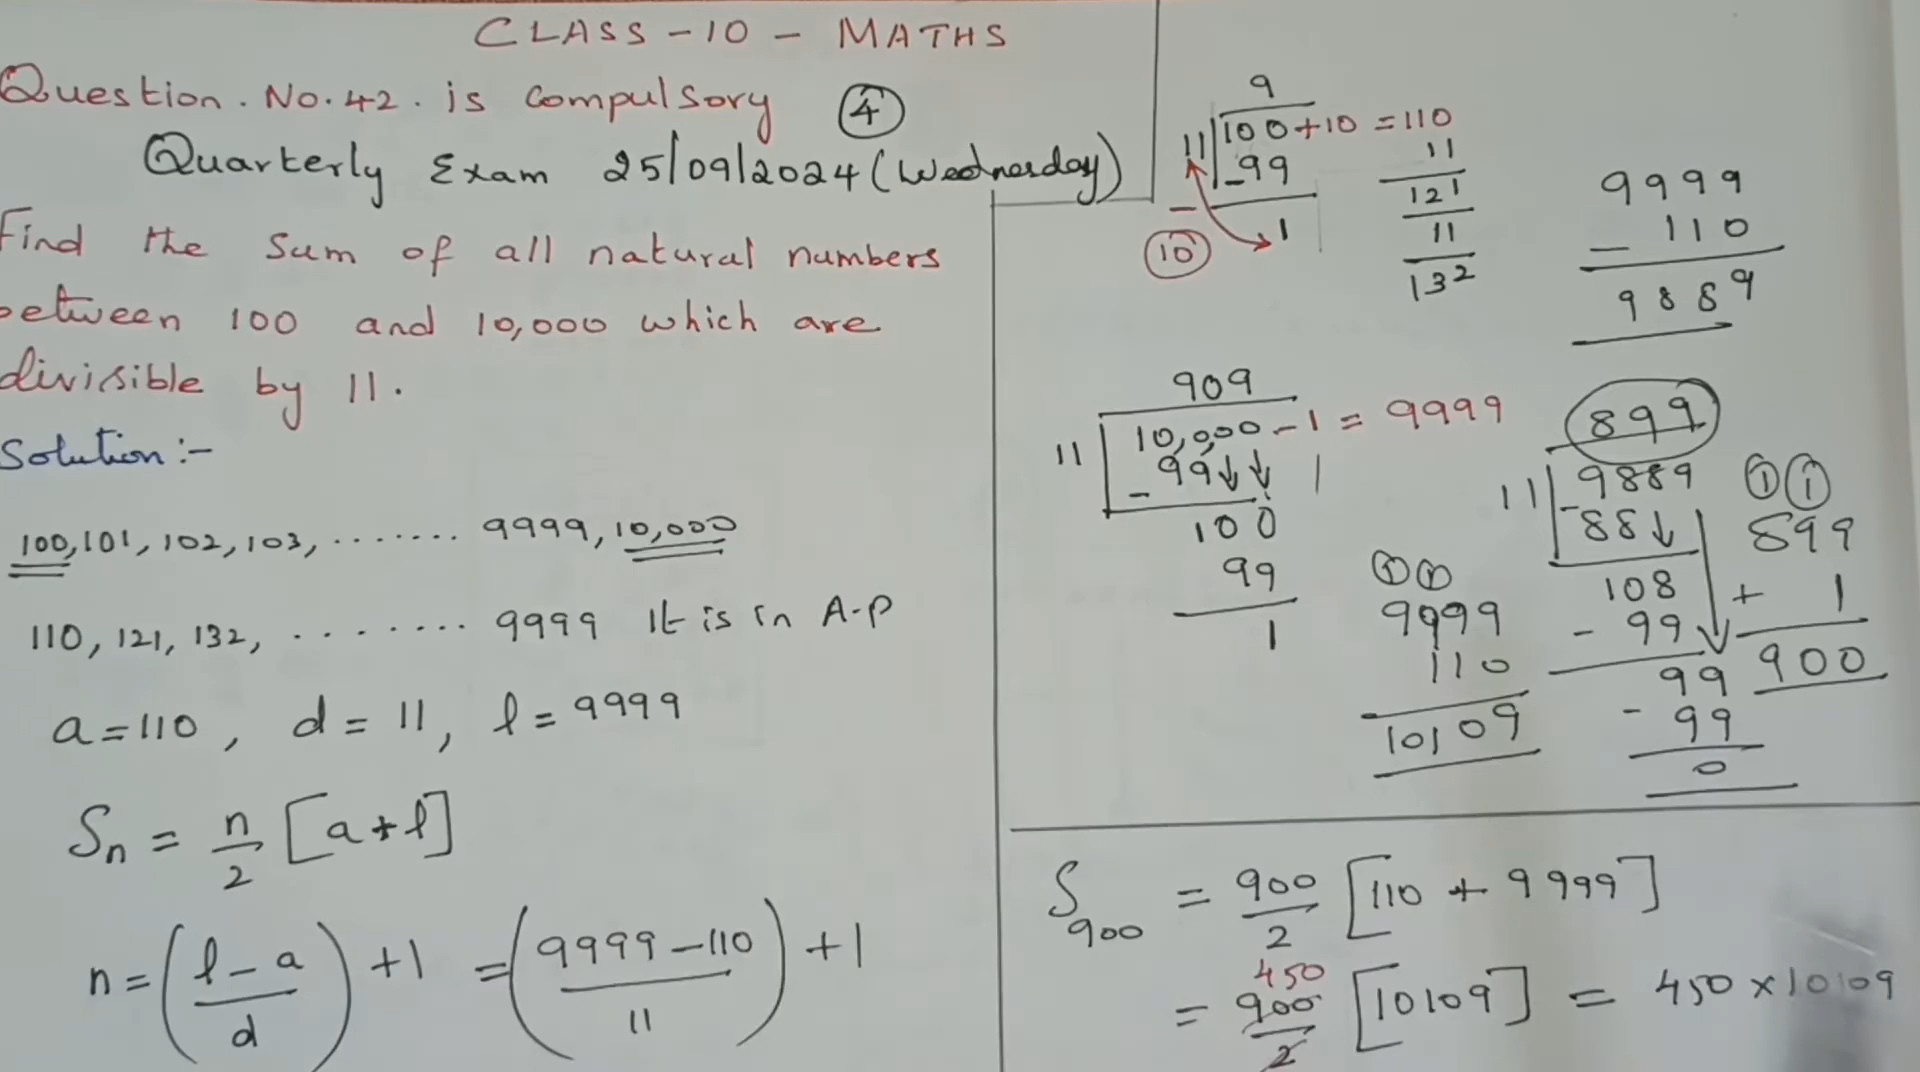 CLASS - 10 - MATHS
Question. No. 42. is compulsory ④
Quarterly Exam 25/09/2024 (Wednesday)
Find the sum of all natural numbers
between 100 and 10,000 which are
divisible by 11.
Solution :-
100, 101, 102, 103, ....... 9999, 10,000
110, 121, 132, ........ 9999 It is in A.P
a = 110, d = 11, l = 9999
Sn = n/2 [a + l]
n = (l - a / d) + 1 = (9999 - 110 / 11) + 1
9
11 100 + 10 = 110
- 99
1
10
11
121
11
132
9999
- 110
9889
909
11 10,000 - 1 = 9999
- 99
100
99
1
① ①
9999
110
10109
899
11 9889
- 88
108
- 99
99
- 99
0
① ①
899
+ 1
900
S900 = 900/2 [110 + 9999]
450
= 900/2 [10109] = 450 × 10109